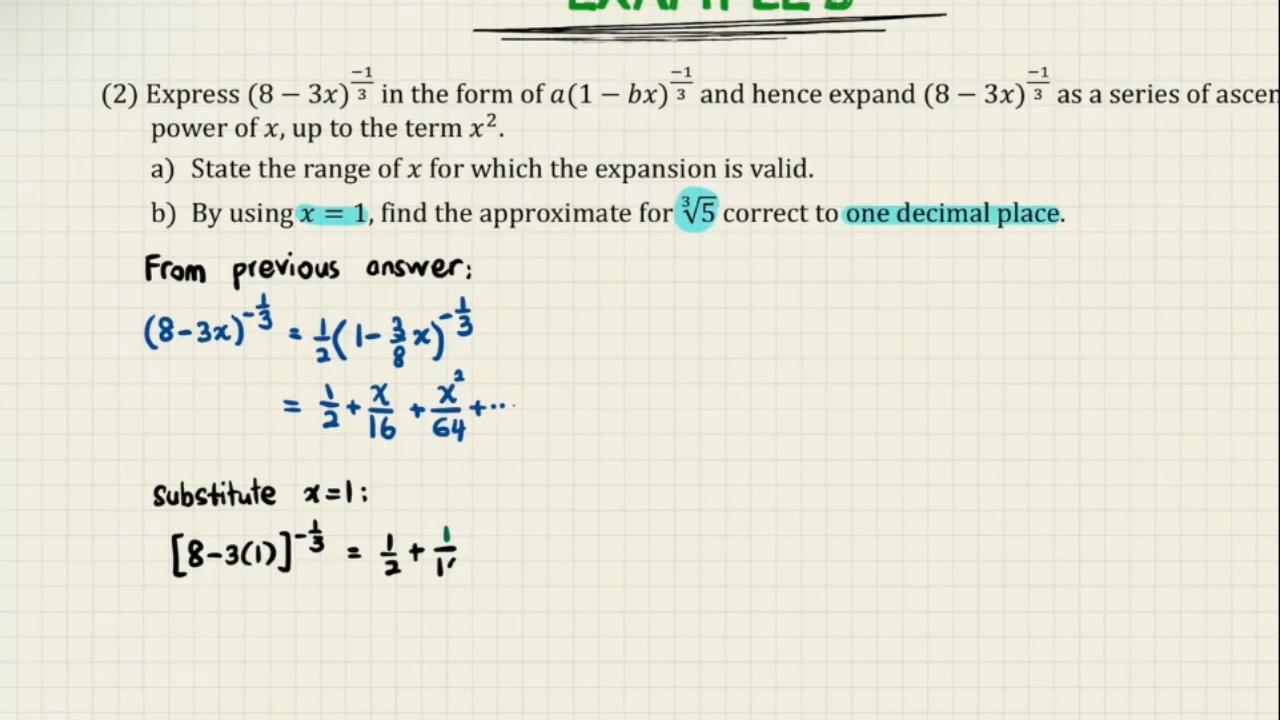 (2) Express (8 − 3x)^(−1/3) in the form of a(1 − bx)^(−1/3) and hence expand (8 − 3x)^(−1/3) as a series of
power of x, up to the term x².
a) State the range of x for which the expansion is valid.
b) By using x = 1, find the approximate for ∛5 correct to one decimal place.
From previous answer:
(8-3x)^(-1/3) = 1/2(1-3/8x)^(-1/3)
= 1/2 + x/16 + x²/64 + ...
Substitute x=1:
[8-3(1)]^(-1/3) = 1/2 +